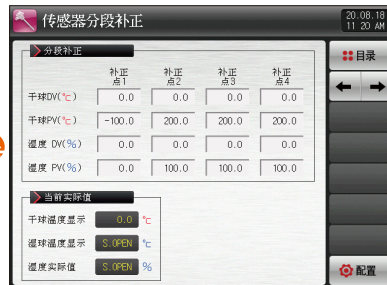 传感器分段补正
20.08.18
11 20 AM
分段补正
补正点1 补正点2 补正点3 补正点4
干球DV(℃) 0.0 0.0 0.0 0.0
干球PV(℃) -100.0 200.0 200.0 200.0
湿度 DV(%) 0.0 0.0 0.0 0.0
湿度 PV(%) 0.0 100.0 100.0 100.0
当前实际值
干球温度显示 0.0 ℃
湿球温度显示 S.OPEN ℃
湿度实际值 S.OPEN %
目录
配置
e